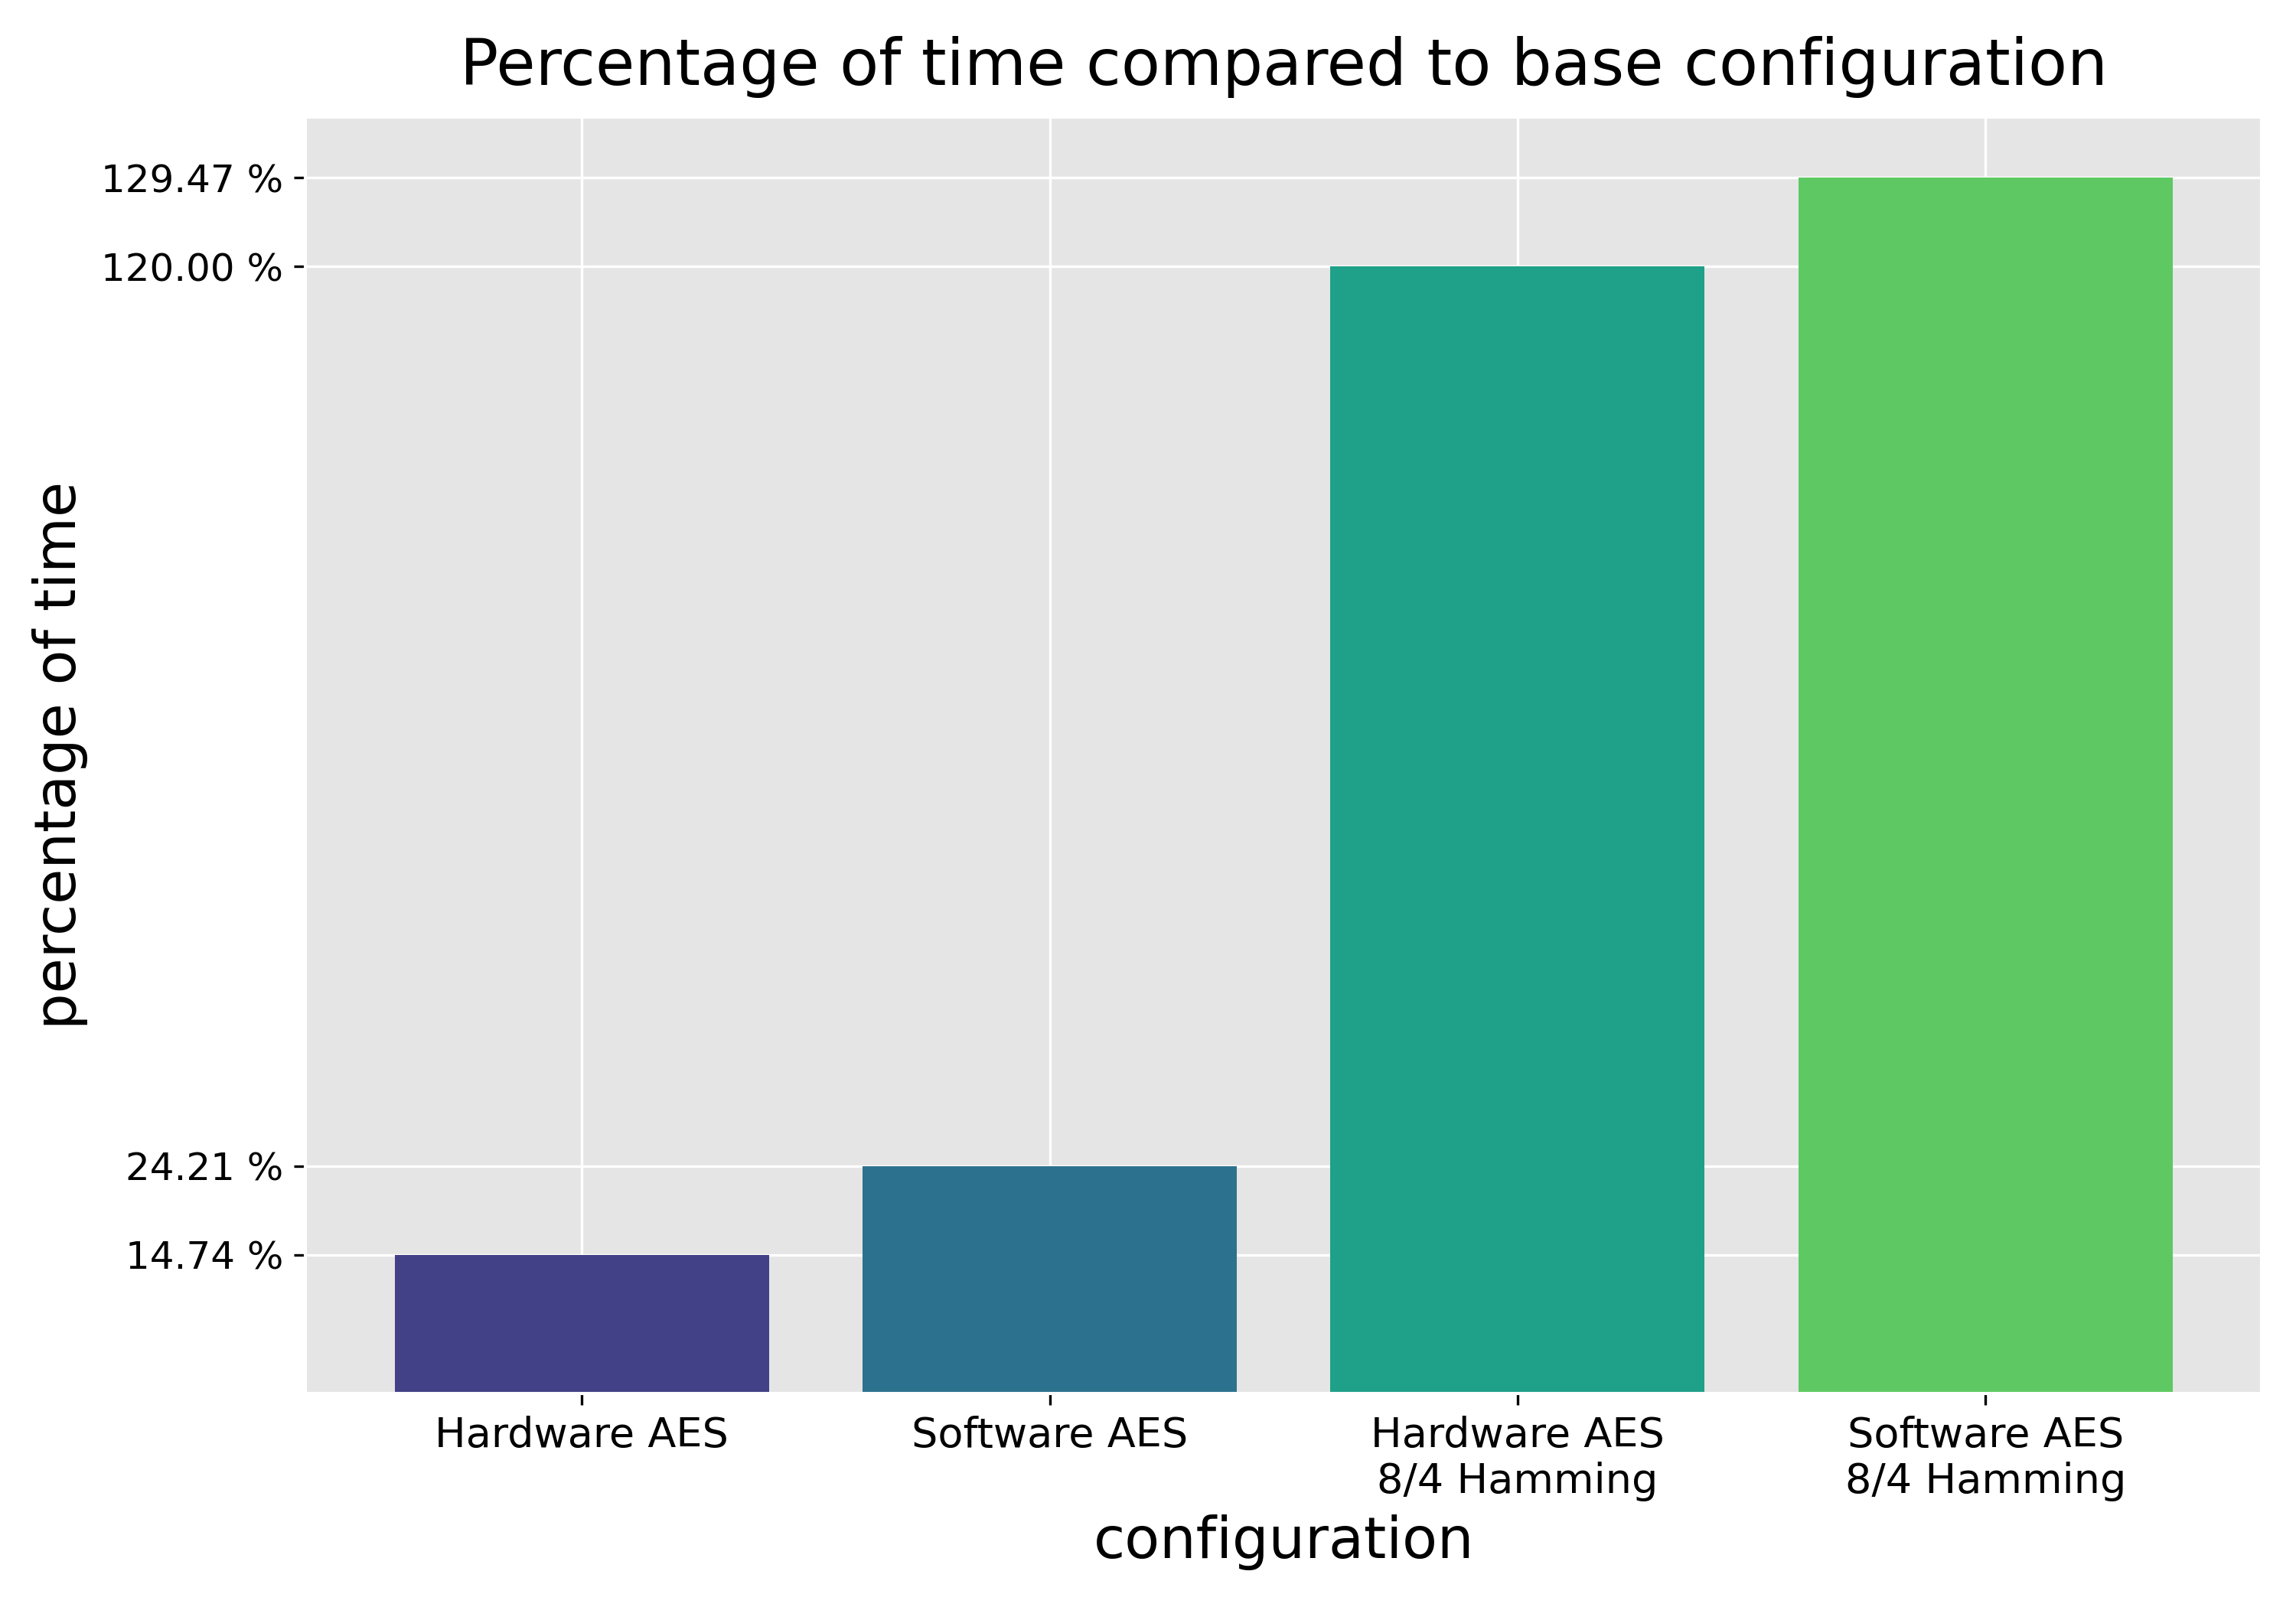 Percentage of time compared to base configuration
percentage of time
129.47 %
120.00 %
24.21 %
14.74 %
Hardware AES
Software AES
Hardware AES
8/4 Hamming
Software AES
8/4 Hamming
configuration